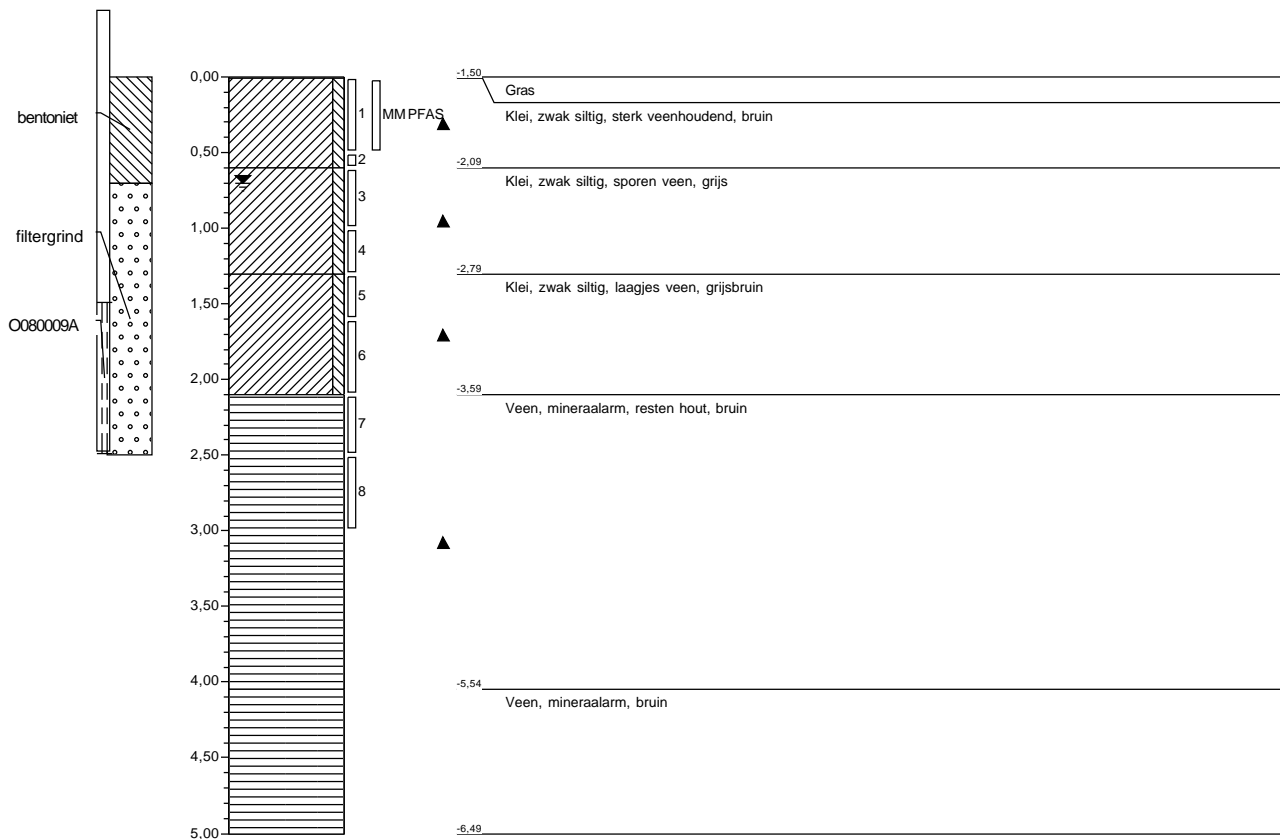 bentoniet
filtergrind
O080009A
0,00
0,50
1,00
1,50
2,00
2,50
3,00
3,50
4,00
4,50
5,00
1
MMPFAS
2
3
4
5
6
7
8
-1,50
Gras
Klei, zwak siltig, sterk veenhoudend, bruin
-2,09
Klei, zwak siltig, sporen veen, grijs
-2,79
Klei, zwak siltig, laagjes veen, grijsbruin
-3,59
Veen, mineraalarm, resten hout, bruin
-5,54
Veen, mineraalarm, bruin
-6,49